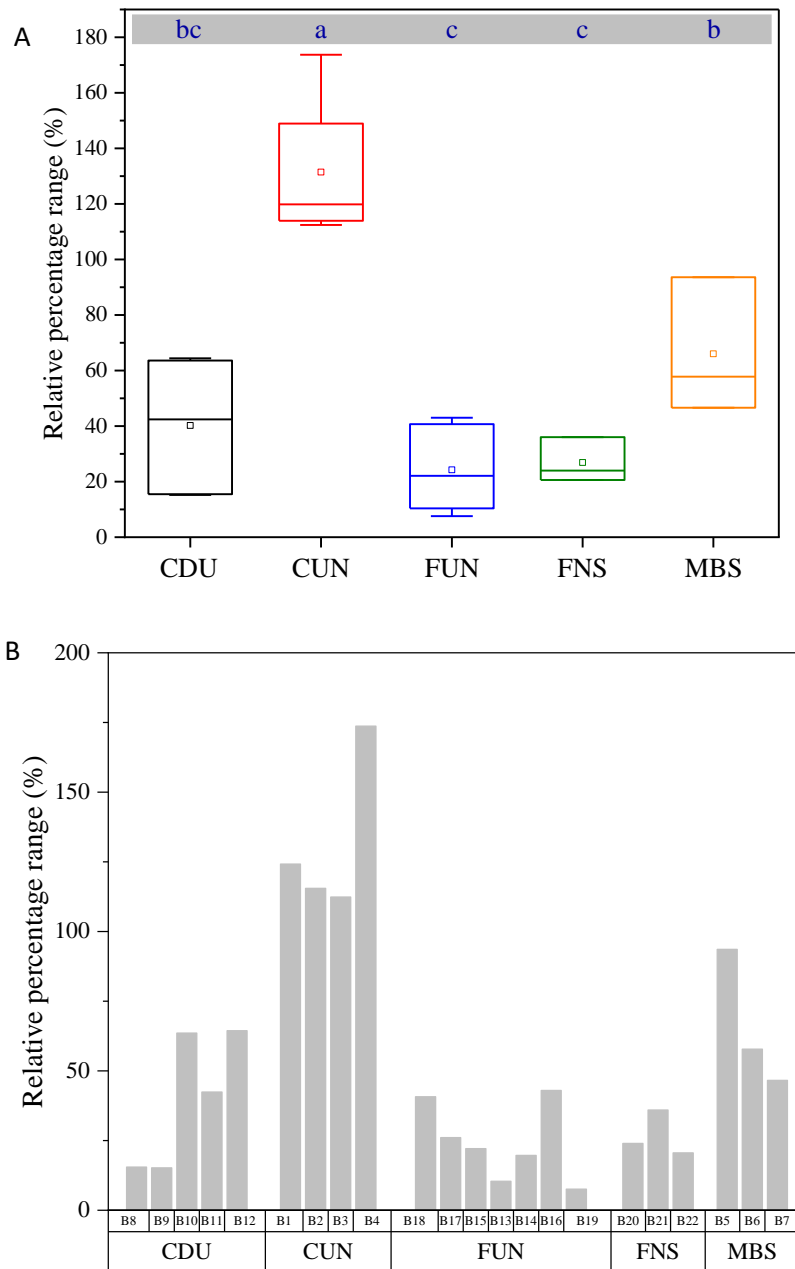 A
bc a c c b
180
160
140
120
100
80
60
40
20
0
Relative percentage range (%)
CDU CUN FUN FNS MBS
B
200
150
100
50
0
Relative percentage range (%)
B8 B9 B10 B11 B12 B1 B2 B3 B4 B18 B17 B15 B13 B14 B16 B19 B20 B21 B22 B5 B6 B7
CDU CUN FUN FNS MBS